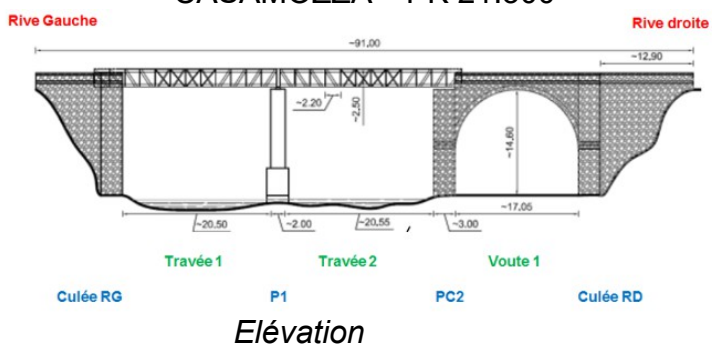 Rive Gauche
Rive droite
~91,00
~12,90
~2.20
~2,50
~14,60
~20,50
~2.00
~20,55
~3.00
~17,05
Travée 1
Travée 2
Voute 1
Culée RG
P1
PC2
Culée RD
Elévation